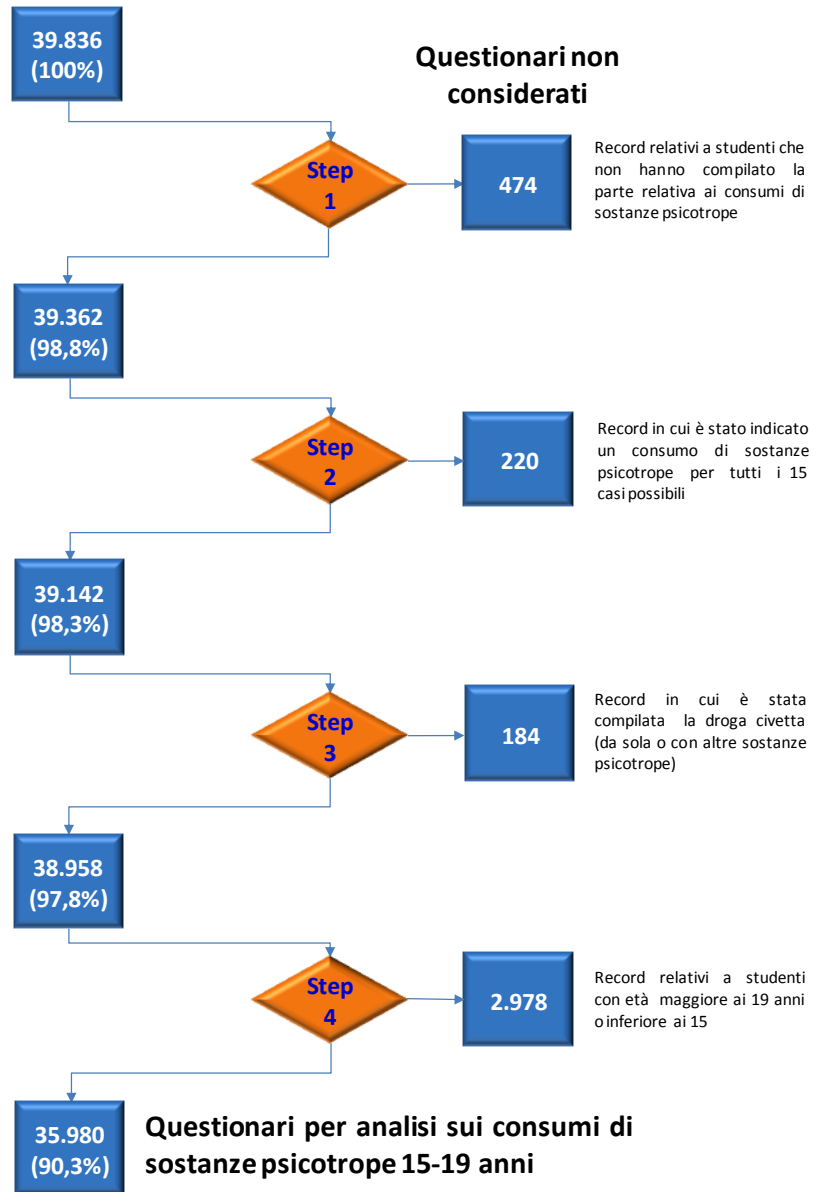 39.836
(100%)
Questionari non
considerati
Step
1
474
Record relativi a studenti che
non hanno compilato la
parte relativa ai consumi di
sostanze psicotrope
39.362
(98,8%)
Step
2
220
Record in cui è stato indicato
un consumo di sostanze
psicotrope per tutti i 15
casi possibili
39.142
(98,3%)
Step
3
184
Record in cui è stata
compilata la droga civetta
(da sola o con altre sostanze
psicotrope)
38.958
(97,8%)
Step
4
2.978
Record relativi a studenti
con età maggiore ai 19 anni
o inferiore ai 15
35.980
(90,3%)
Questionari per analisi sui consumi di
sostanze psicotrope 15-19 anni